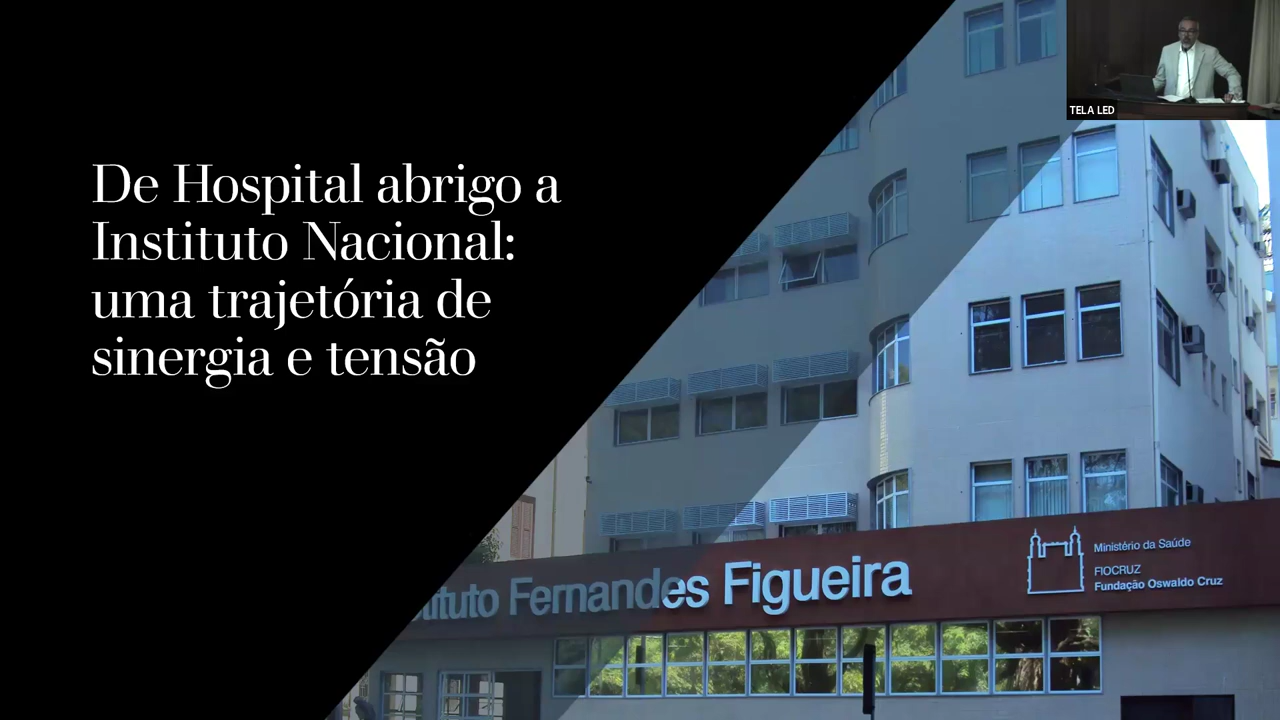 De Hospital abrigo a
Instituto Nacional:
uma trajetória de
sinergia e tensão
TELA LED
Fernandes Figueira
Ministério da Saúde
FIOCRUZ
Fundação Oswaldo Cruz